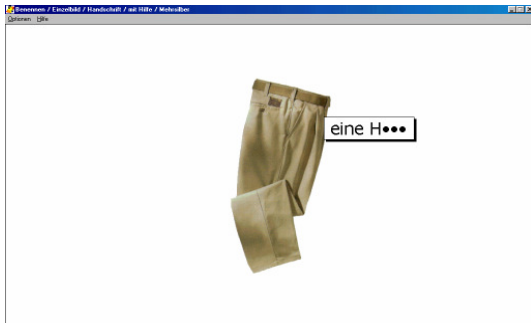 Benennen / Einzelbild / Handschrift / mit Hilfe / Mehrsilber
Optionen Hilfe
eine H●●●